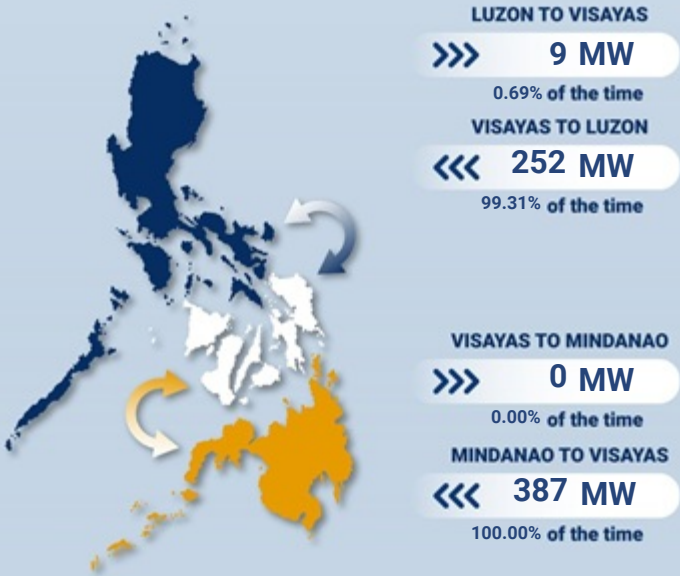 LUZON TO VISAYAS
9 MW
0.69% of the time
VISAYAS TO LUZON
252 MW
99.31% of the time
VISAYAS TO MINDANAO
0 MW
0.00% of the time
MINDANAO TO VISAYAS
387 MW
100.00% of the time